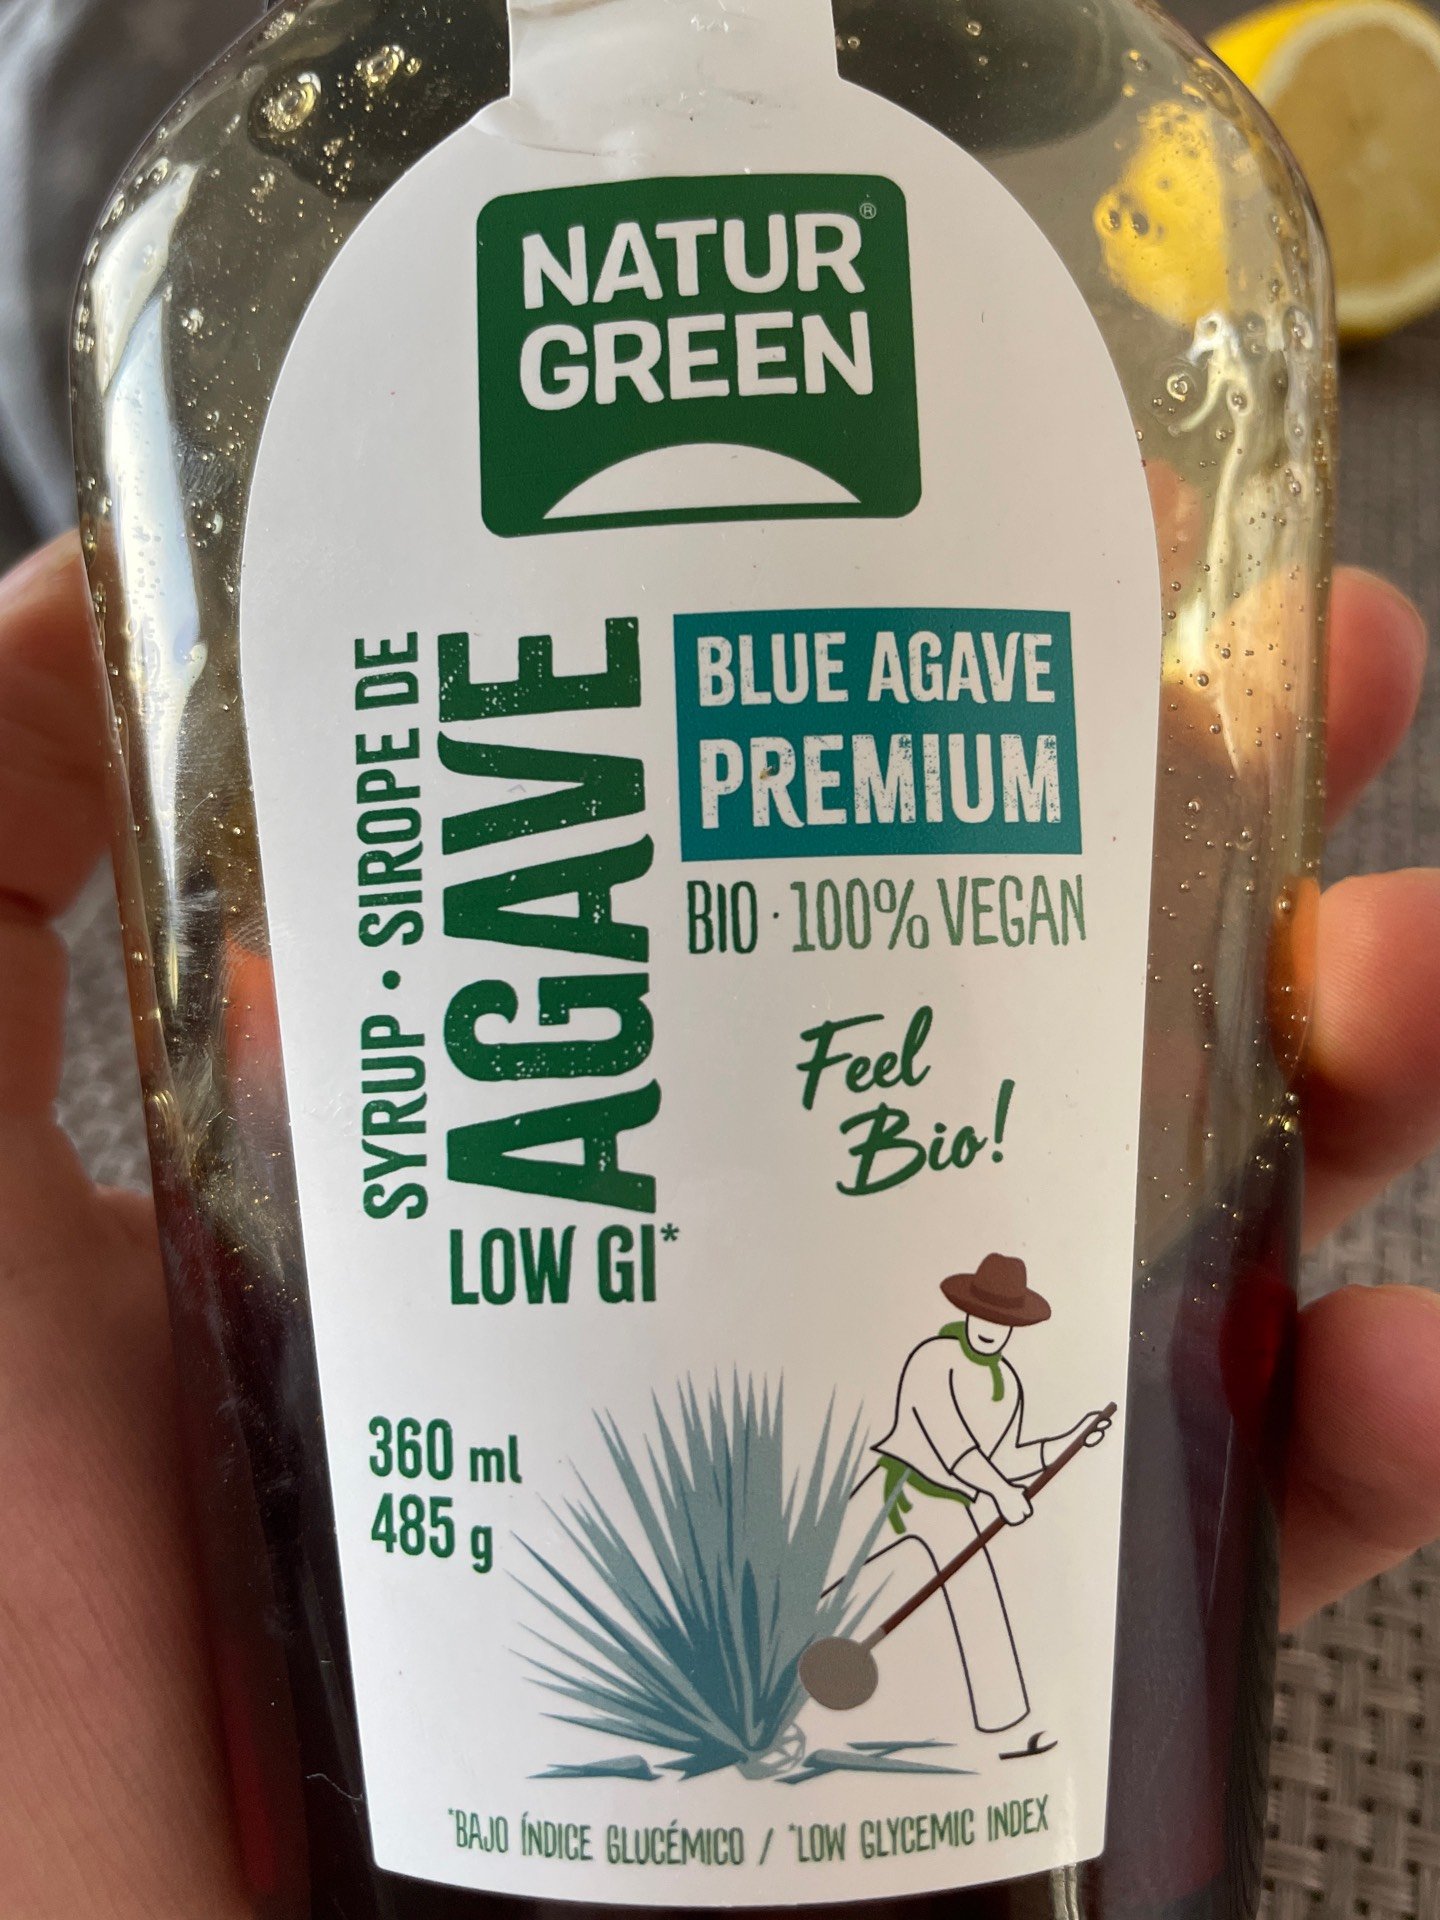 NATUR®
GREEN
SYRUP · SIROPE DE
AGAVE
LOW GI*
BLUE AGAVE
PREMIUM
BIO · 100% VEGAN
Feel
Bio!
360 ml
485 g
*BAJO ÍNDICE GLUCÉMICO / *LOW GLYCEMIC INDEX